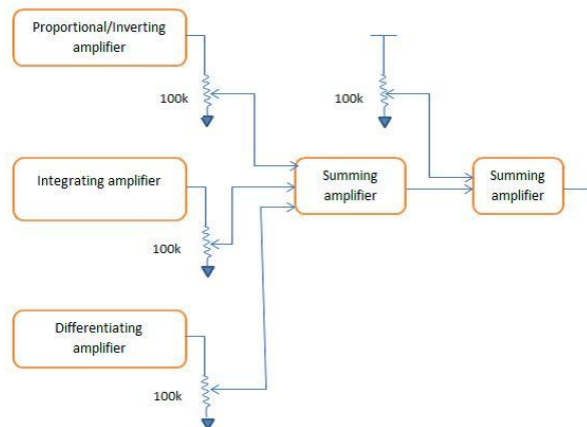 Proportional/Inverting
amplifier
100k
100k
Integrating amplifier
Summing
amplifier
Summing
amplifier
100k
Differentiating
amplifier
100k